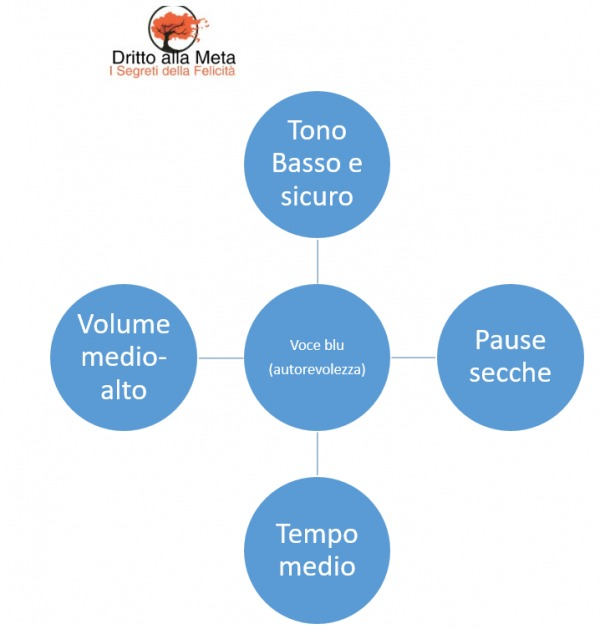 Dritto alla Meta
I Segreti della Felicità
Tono
Basso e
sicuro
Volume
medio-
alto
Voce blu
(autorevolezza)
Pause
secche
Tempo
medio